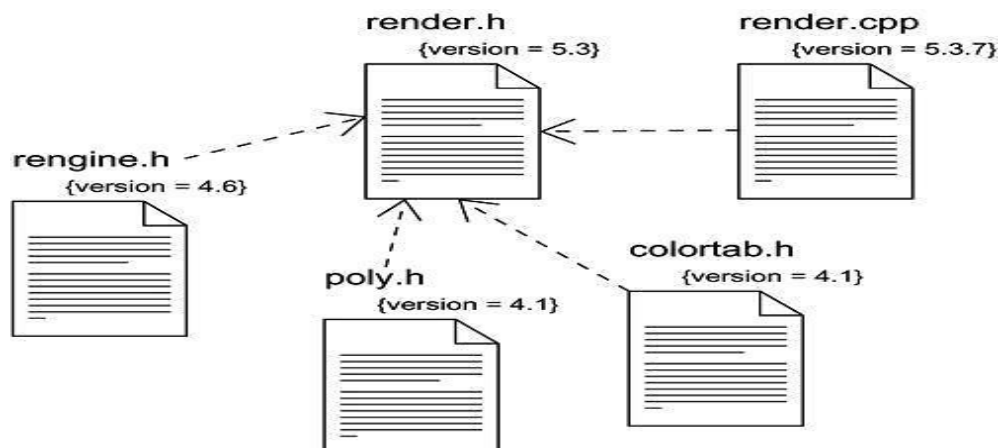 render.h
{version = 5.3}
render.cpp
{version = 5.3.7}
rengine.h
{version = 4.6}
poly.h
{version = 4.1}
colortab.h
{version = 4.1}